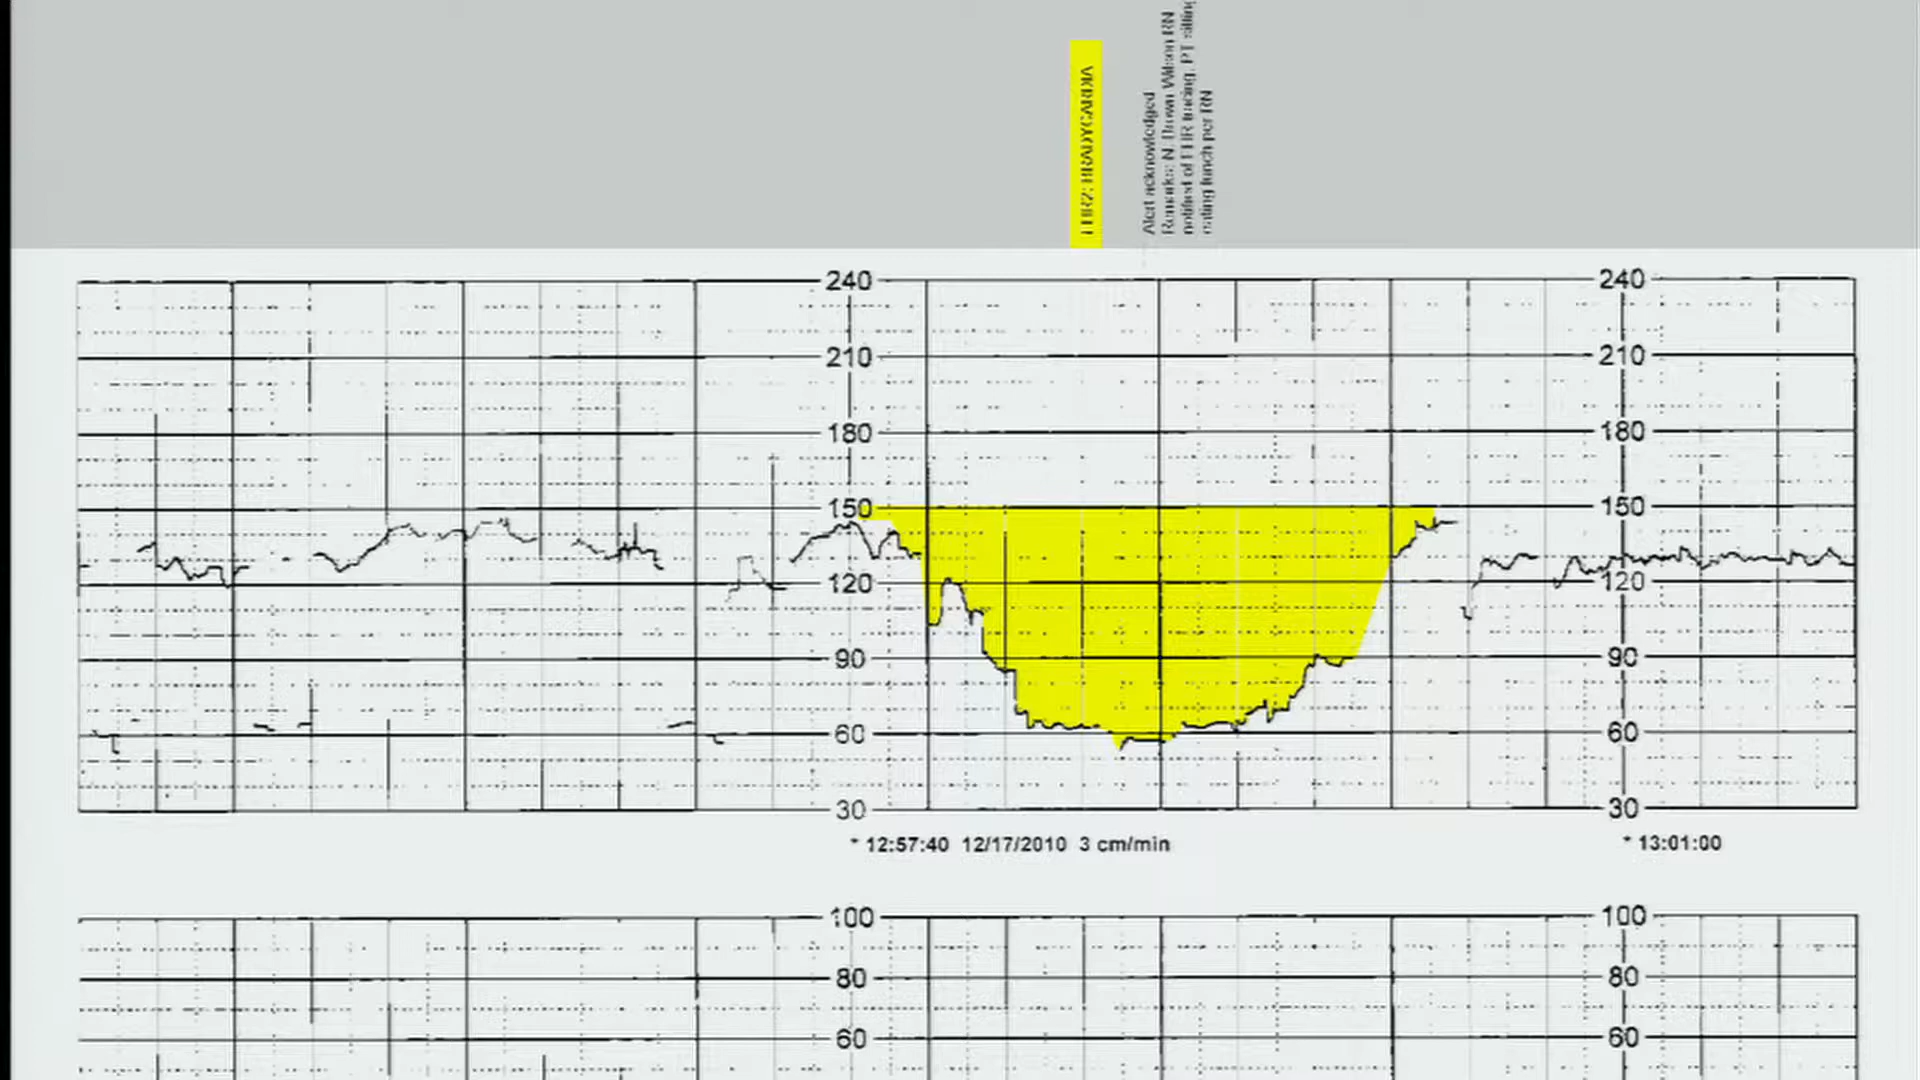 FHR2: BRADYCARDIA
Alert acknowledged
Remarks: N. Brown Wilson RN
notified of FHR tracing. PT sitting
eating lunch per RN
240 240
210 210
180 180
150 150
120 120
90 90
60 60
30 30
* 12:57:40 12/17/2010 3 cm/min * 13:01:00
100 100
80 80
60 60